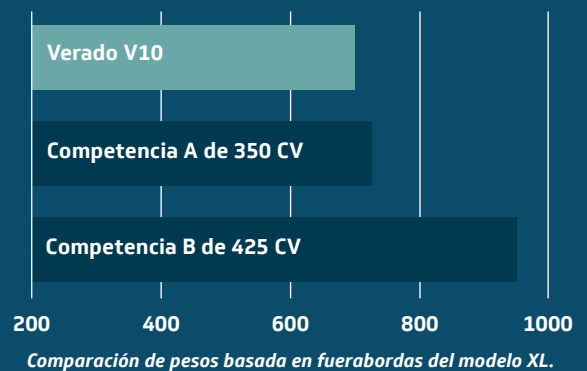 Verado V10
Competencia A de 350 CV
Competencia B de 425 CV
200 400 600 800 1000
Comparación de pesos basada en fuerabordas del modelo XL.